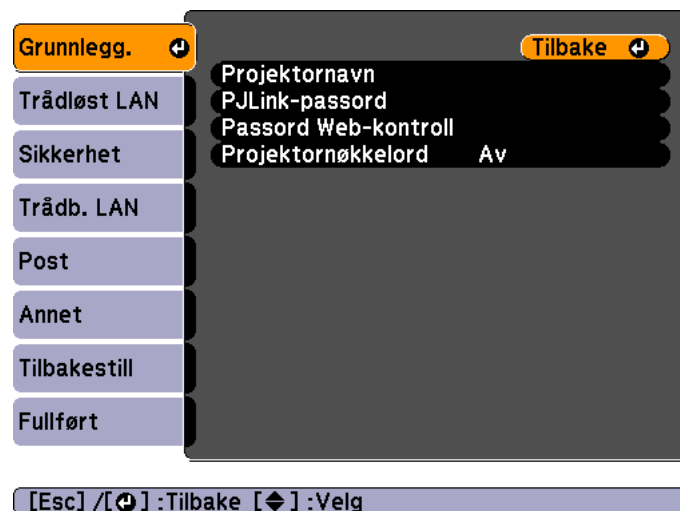 Grunnlegg.
Tilbake
Projektornavn
Trådløst LAN
PJLink-passord
Passord Web-kontroll
Sikkerhet
Projektornøkkelord Av
Trådb. LAN
Post
Annet
Tilbakestill
Fullført
[Esc] /[⏎] :Tilbake [◆] :Velg